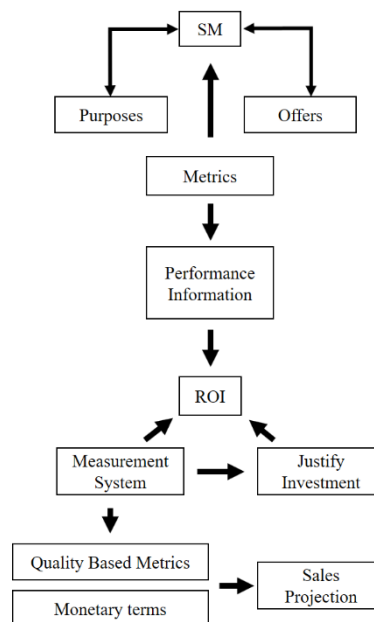 SM
Purposes
Offers
Metrics
Performance
Information
ROI
Measurement
System
Justify
Investment
Quality Based Metrics
Monetary terms
Sales
Projection